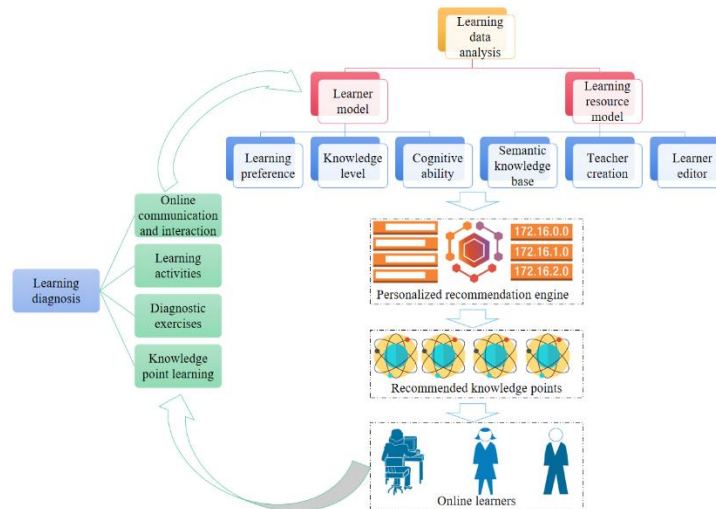 Learning
data
analysis
Learner
model
Learning
resource
model
Learning
preference
Knowledge
level
Cognitive
ability
Semantic
knowledge
base
Teacher
creation
Learner
editor
Online
communication
and interaction
Learning
activities
Learning
diagnosis
Diagnostic
exercises
Knowledge
point learning
172.16.0.0
172.16.1.0
172.16.2.0
Personalized recommendation engine
Recommended knowledge points
Online learners